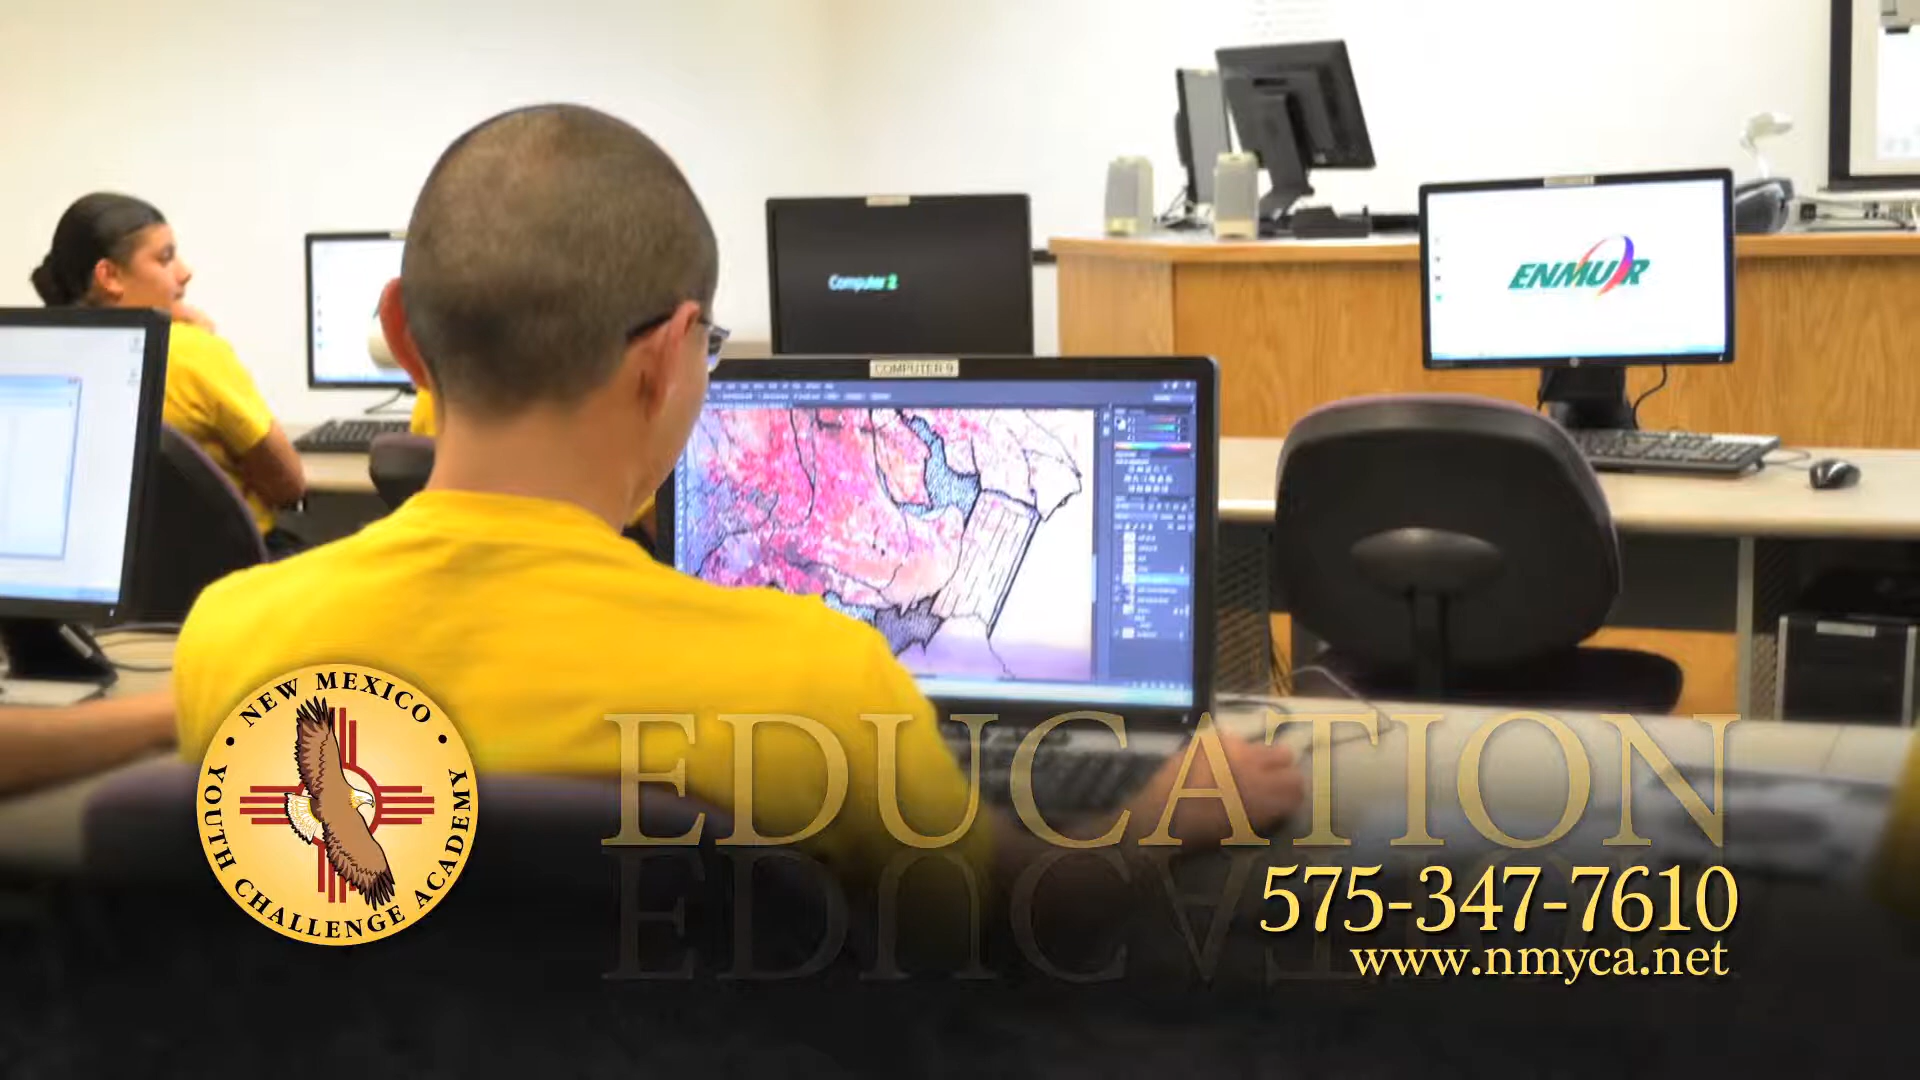 Computer 2
ENMU R
COMPUTER 9
NEW MEXICO
• YOUTH CHALLENGE ACADEMY •
EDUCATION
575-347-7610
www.nmyca.net